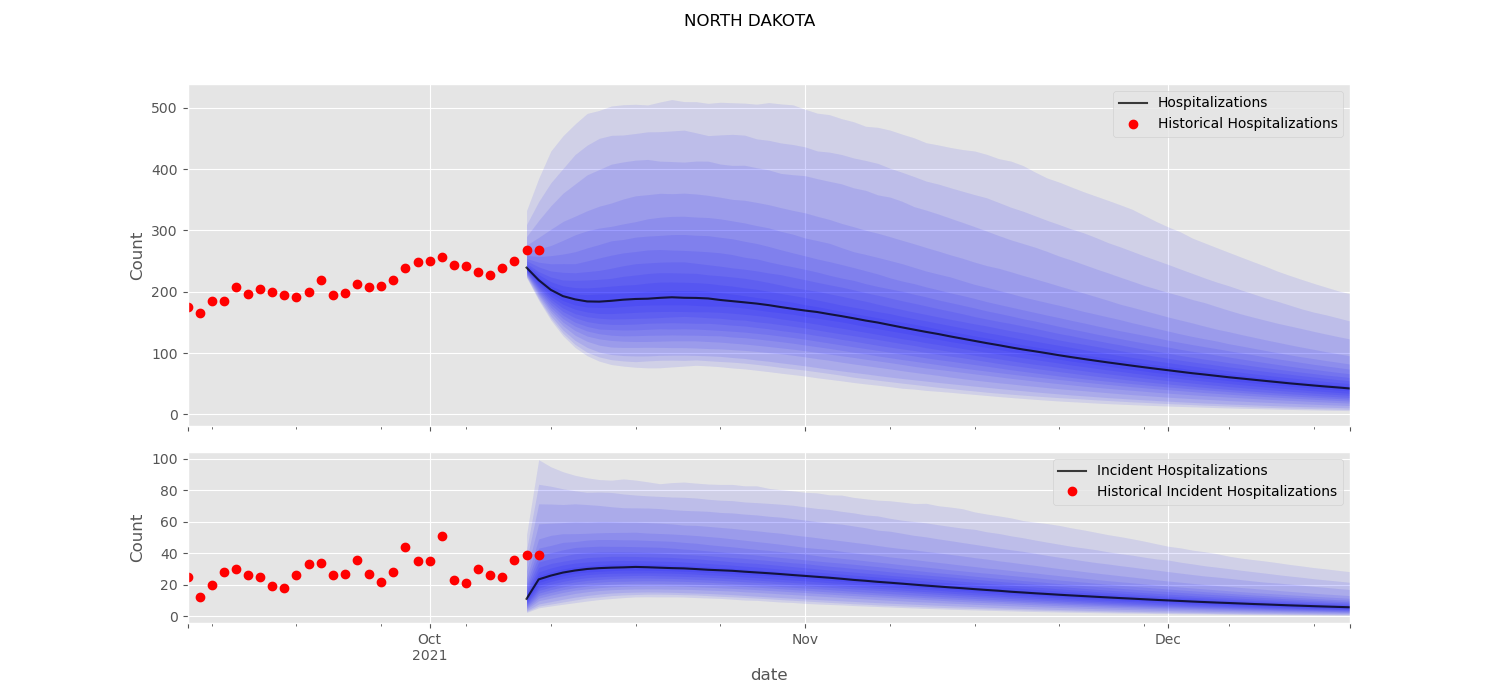 NORTH DAKOTA
500
400
300
200
100
0
Count
Hospitalizations
Historical Hospitalizations
100
80
60
40
20
0
Count
Incident Hospitalizations
Historical Incident Hospitalizations
Oct
2021
Nov
Dec
date